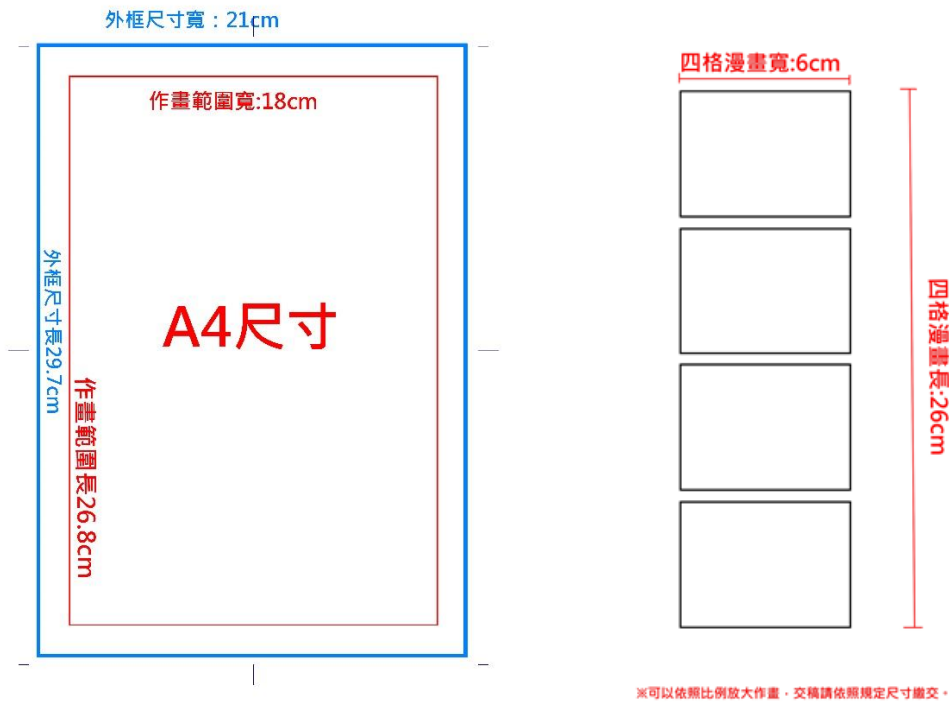 外框尺寸寬：21cm
作畫範圍寬:18cm
外框尺寸長29.7cm
A4尺寸
作畫範圍長26.8cm
四格漫畫寬:6cm
四格漫畫長:26cm
※可以依照比例放大作畫，交稿請依照規定尺寸繳交。